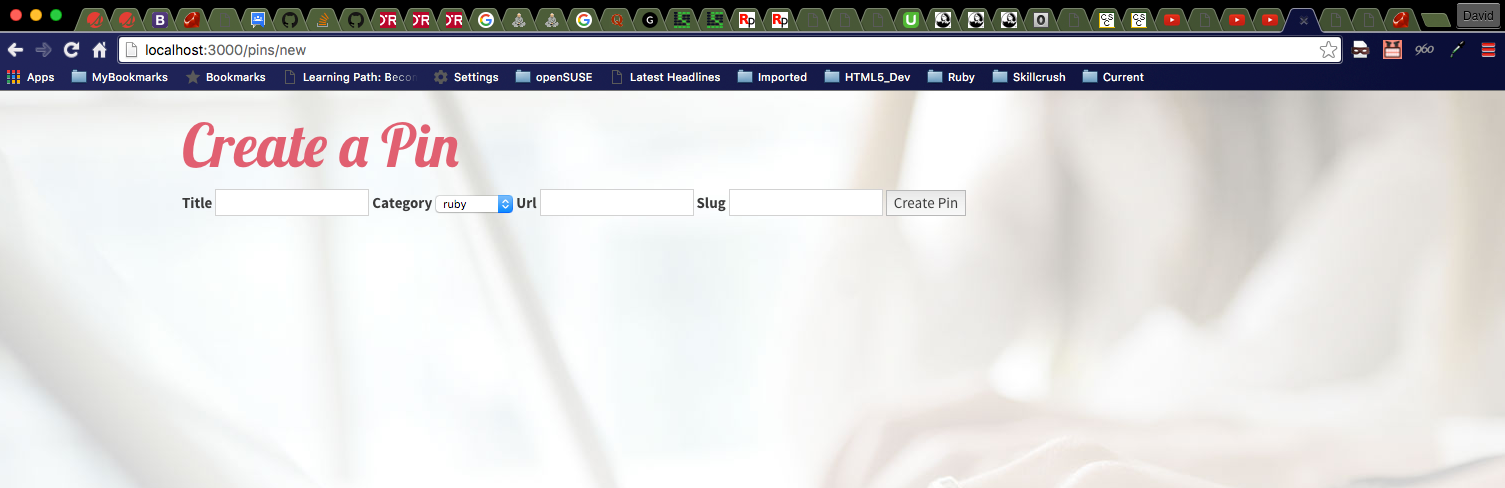 David
localhost:3000/pins/new
960
Apps MyBookmarks Bookmarks Learning Path: Becon Settings openSUSE Latest Headlines Imported HTML5_Dev Ruby Skillcrush Current
Create a Pin
Title Category ruby Url Slug Create Pin